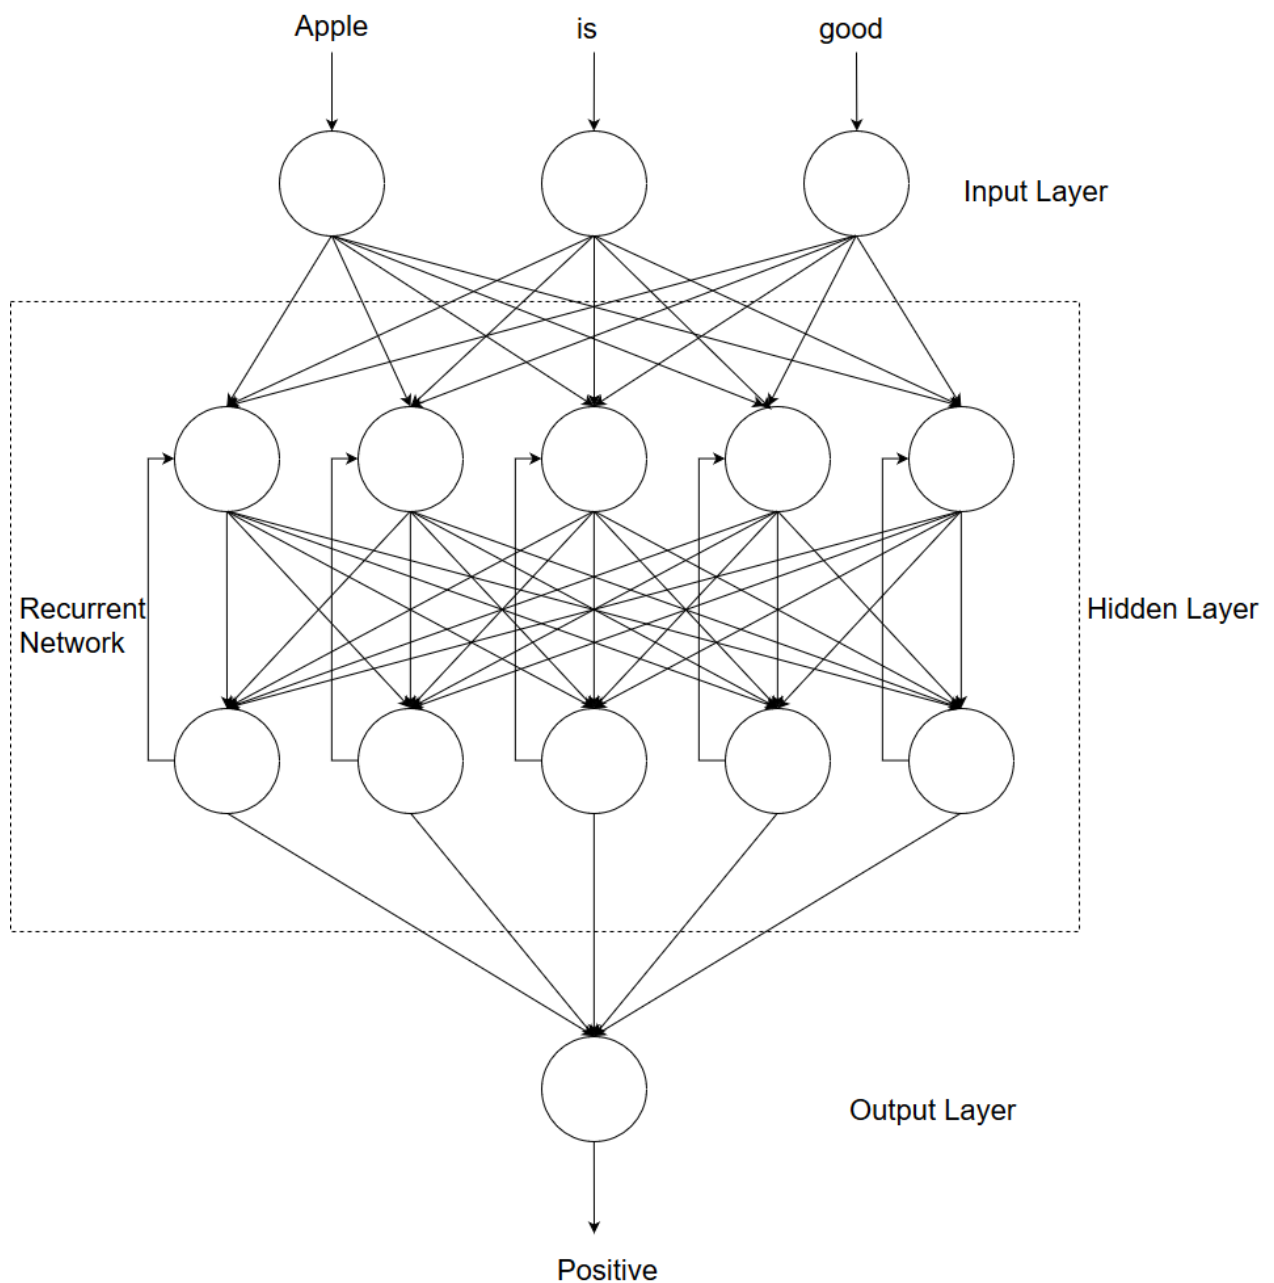 Apple
is
good
Input Layer
Recurrent
Network
Hidden Layer
Output Layer
Positive